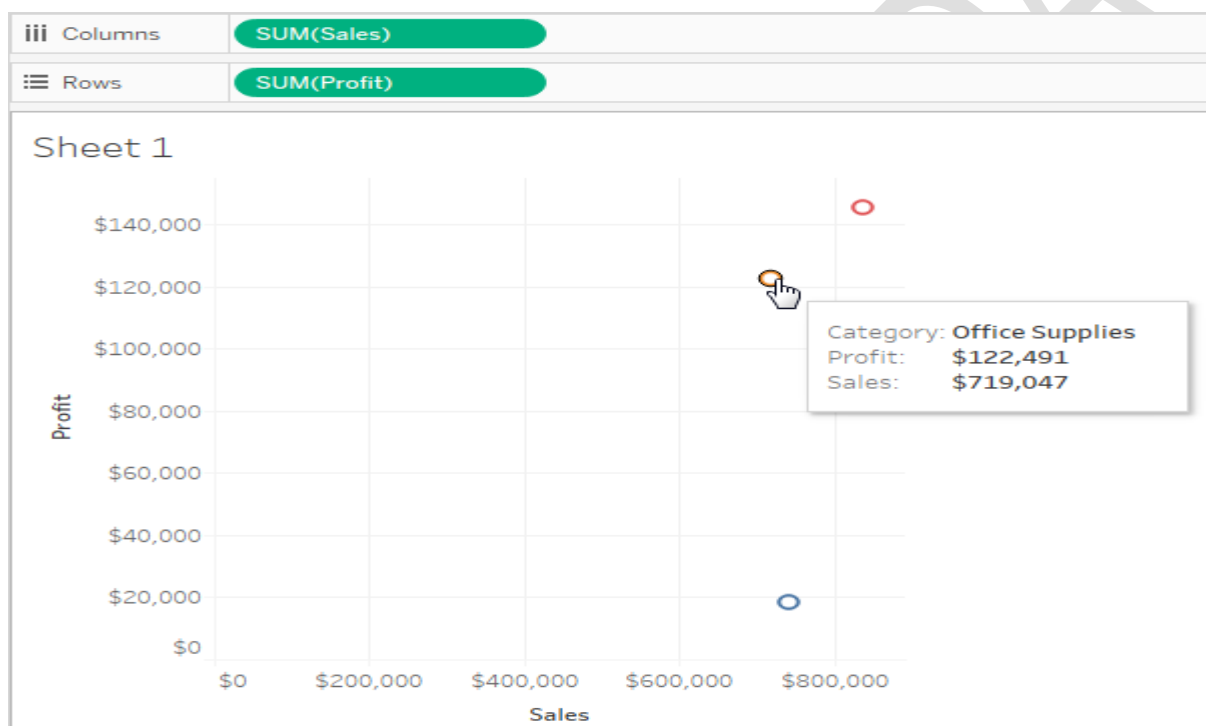 Columns SUM(Sales)
Rows SUM(Profit)
Sheet 1
$140,000
$120,000
$100,000
$80,000
$60,000
$40,000
$20,000
$0
Profit
Category: Office Supplies
Profit: $122,491
Sales: $719,047
$0 $200,000 $400,000 $600,000 $800,000
Sales